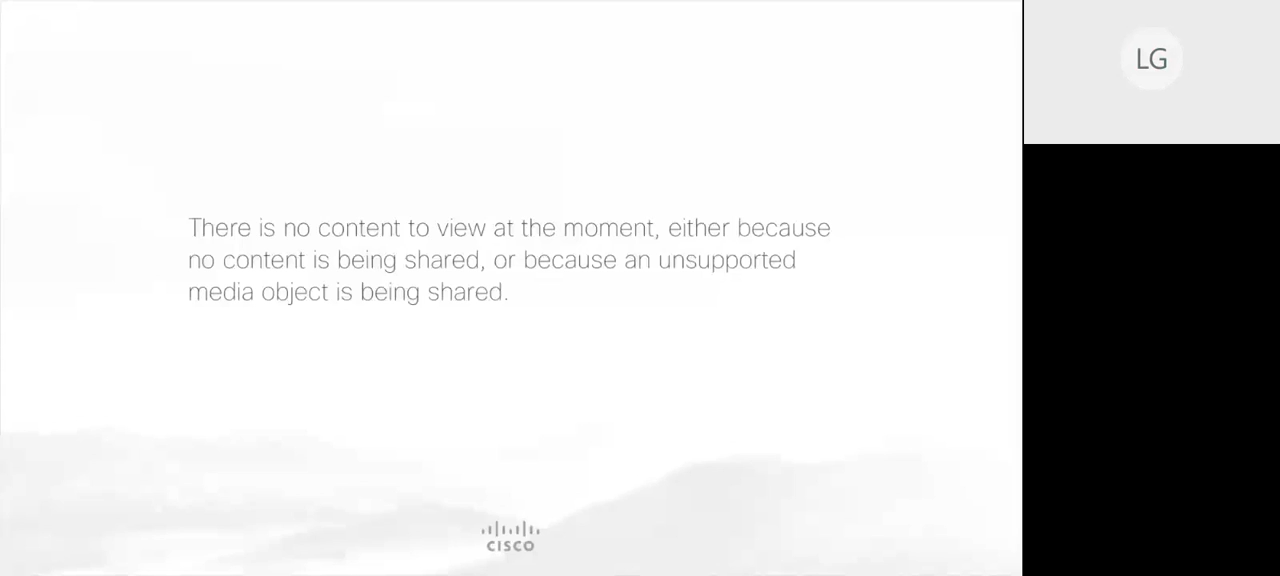 LG
There is no content to view at the moment, either because
no content is being shared, or because an unsupported
media object is being shared.
CISCO